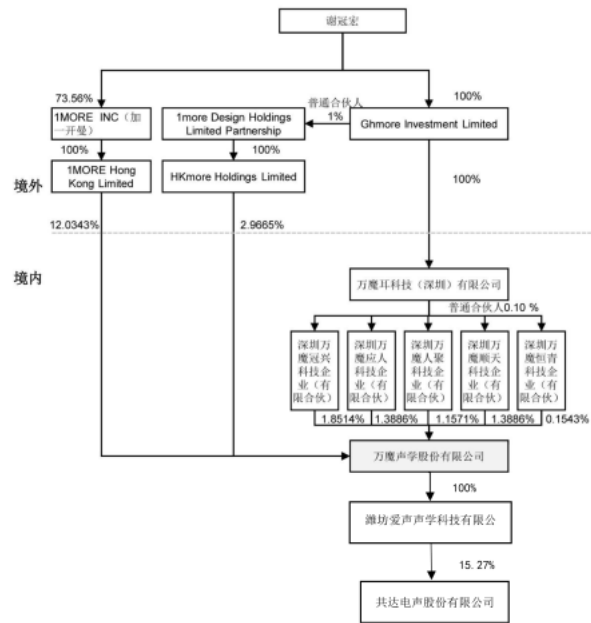 谢冠宏
73.56%
100%
普通合伙人
1%
1MORE INC（加
一开曼）
1more Design Holdings
Limited Partnership
Ghmore Investment Limited
100%
100%
100%
境外
1MORE Hong
Kong Limited
HKmore Holdings Limited
12.0343%
2.9665%
境内
万魔耳科技（深圳）有限公司
普通合伙人0.10 %
深圳万
魔冠兴
科技企
业（有
限合伙）
深圳万
魔应人
科技企
业（有
限合伙）
深圳万
魔人聚
科技企
业（有
限合伙）
深圳万
魔顺天
科技企
业（有
限合伙）
深圳万
魔恒青
科技企
业（有
限合伙）
1.8514%
1.3886%
1.1571%
1.3886%
0.1543%
万魔声学股份有限公司
100%
潍坊爱声声学科技有限公
15. 27%
共达电声股份有限公司